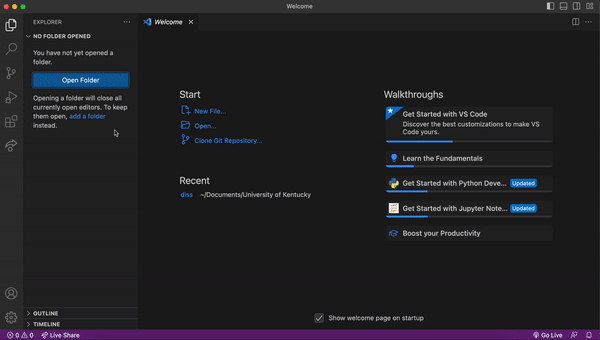 Welcome
EXPLORER
NO FOLDER OPENED
You have not yet opened a
folder.
Open Folder
Opening a folder will close all
currently open editors. To keep
them open, add a folder
instead.
OUTLINE
TIMELINE
Welcome
Start
New File...
Open...
Clone Git Repository...
Recent
diss ~/Documents/University of Kentucky
Walkthroughs
Get Started with VS Code
Discover the best customizations to make VS
Code yours.
Learn the Fundamentals
Get Started with Python Deve... Updated
Get Started with Jupyter Note... Updated
Boost your Productivity
Show welcome page on startup
0 0 Live Share
Go Live